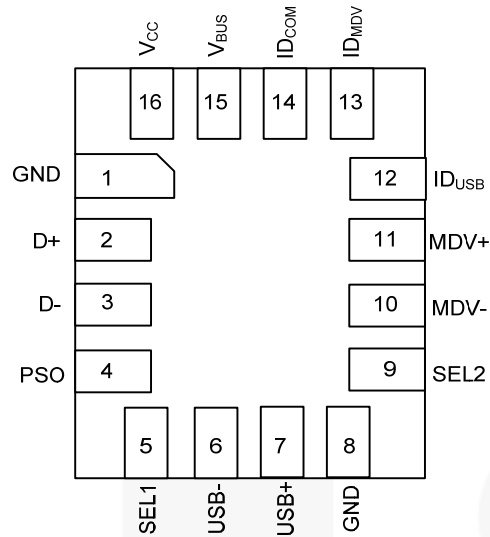 VCC VBUS IDCOM IDMDV
16 15 14 13
GND 1 12 IDUSB
D+ 2 11 MDV+
D- 3 10 MDV-
PSO 4 9 SEL2
5 6 7 8
SEL1 USB- USB+ GND